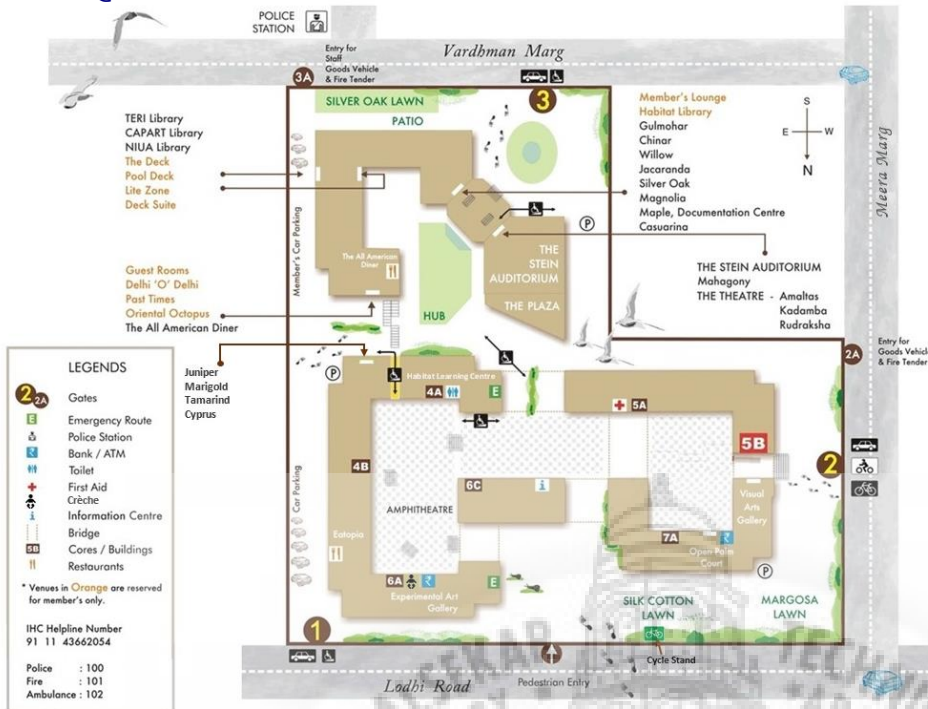 POLICE
STATION
Vardhman Marg
Entry for
Staff
Goods Vehicle
& Fire Tender
3A
3
SILVER OAK LAWN
PATIO
TERI Library
CAPART Library
NIUA Library
The Deck
Pool Deck
Lite Zone
Deck Suite
Member's Lounge
Habitat Library
Gulmohar
Chinar
Willow
Jacaranda
Silver Oak
Magnolia
Maple, Documentation Centre
Casuarina
S
E W
N
Meera Marg
P
Member's Car Parking
THE
STEIN
AUDITORIUM
THE PLAZA
The All American
Diner
HUB
THE STEIN AUDITORIUM
Mahagony
THE THEATRE - Amaltas
Kadamba
Rudraksha
Guest Rooms
Delhi 'O' Delhi
Past Times
Oriental Octopus
The All American Diner
2A
Entry for
Goods Vehicle
& Fire Tender
Juniper
Marigold
Tamarind
Cyprus
P
Habitat Learning Centre
4A
E
5A
5B
2
4B
6C
i
AMPHITHEATRE
Car Parking
Eatopia
Visual
Arts
Gallery
7A
₹
Open Palm
Court
P
6A
₹
E
Experimental Art
Gallery
SILK COTTON
LAWN
MARGOSA
LAWN
1
Cycle Stand
Lodhi Road
Pedestrian Entry
LEGENDS
2 2A Gates
E Emergency Route
Police Station
₹ Bank / ATM
Toilet
First Aid
Crèche
i Information Centre
Bridge
5B Cores / Buildings
Restaurants
* Venues in Orange are reserved
for member's only.
IHC Helpline Number
91 11 43662054
Police : 100
Fire : 101
Ambulance : 102